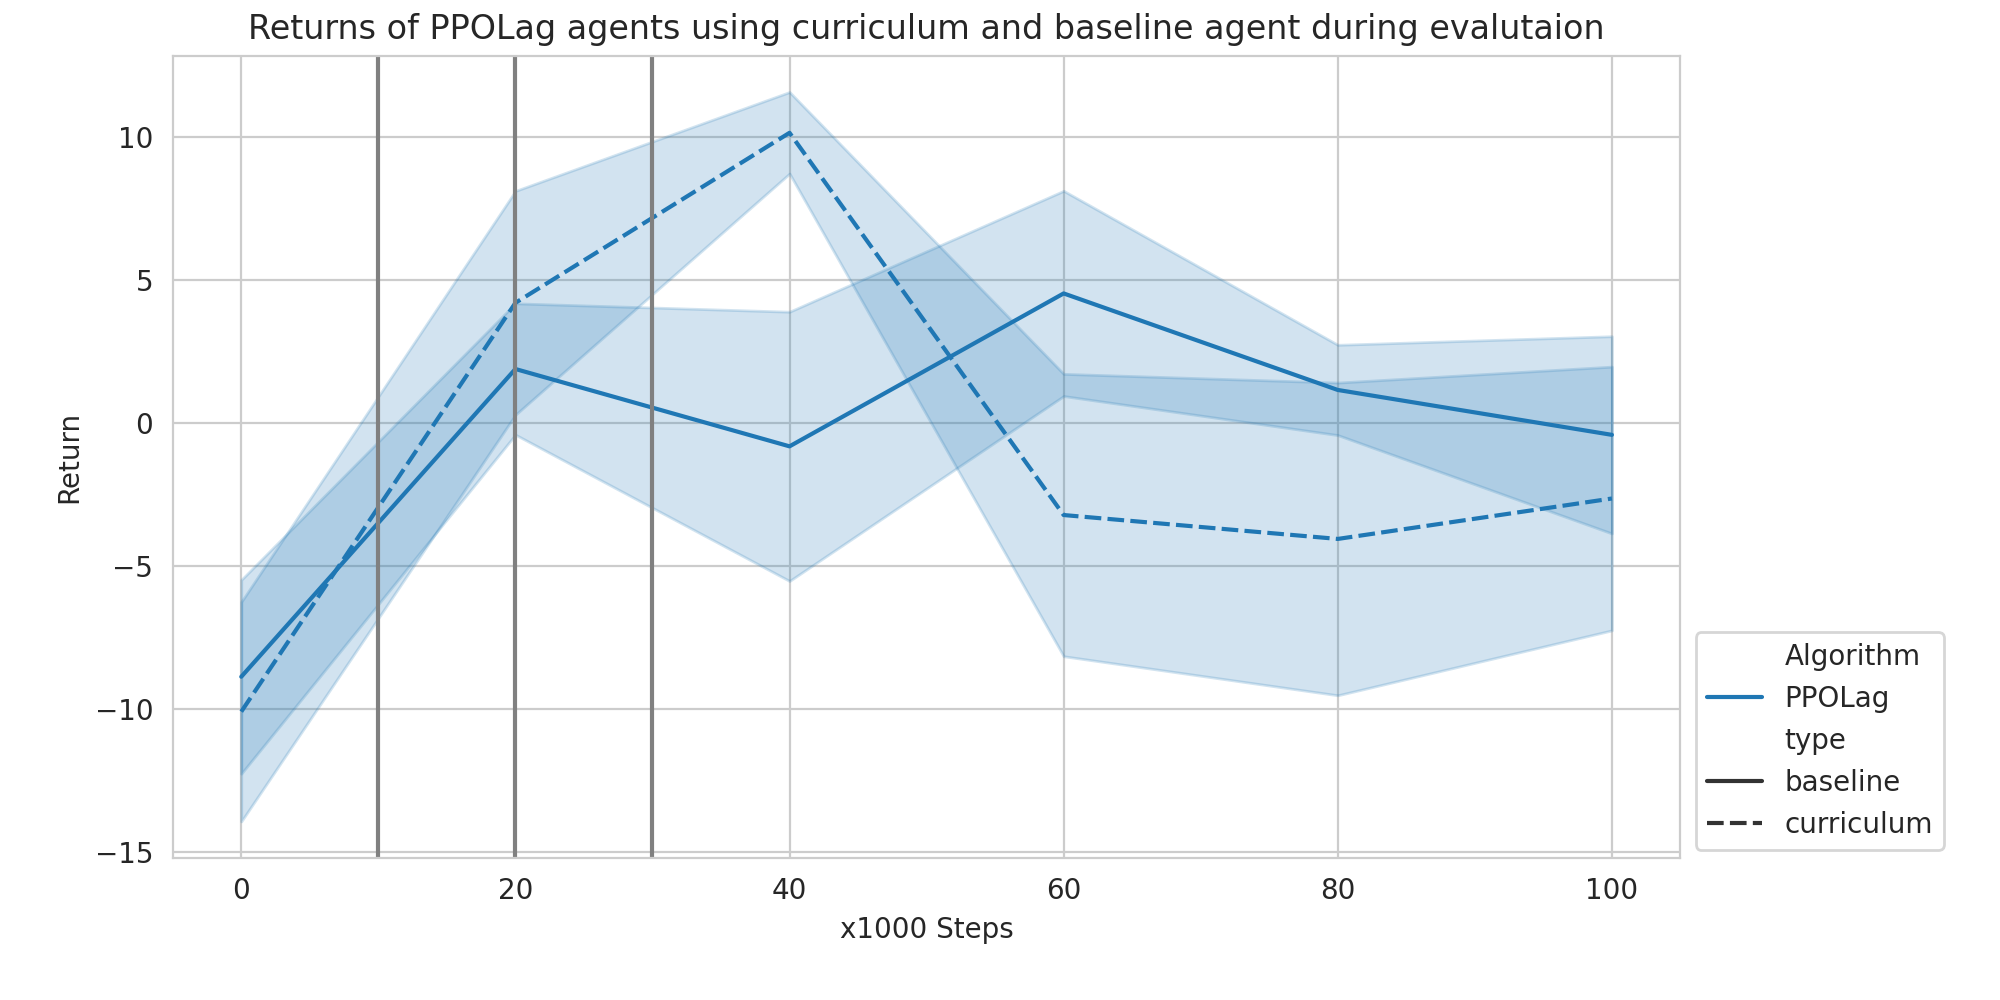 Returns of PPOLag agents using curriculum and baseline agent during evalutaion
10
5
0
−5
−10
−15
Return
0 20 40 60 80 100
x1000 Steps
Algorithm
PPOLag
type
baseline
curriculum